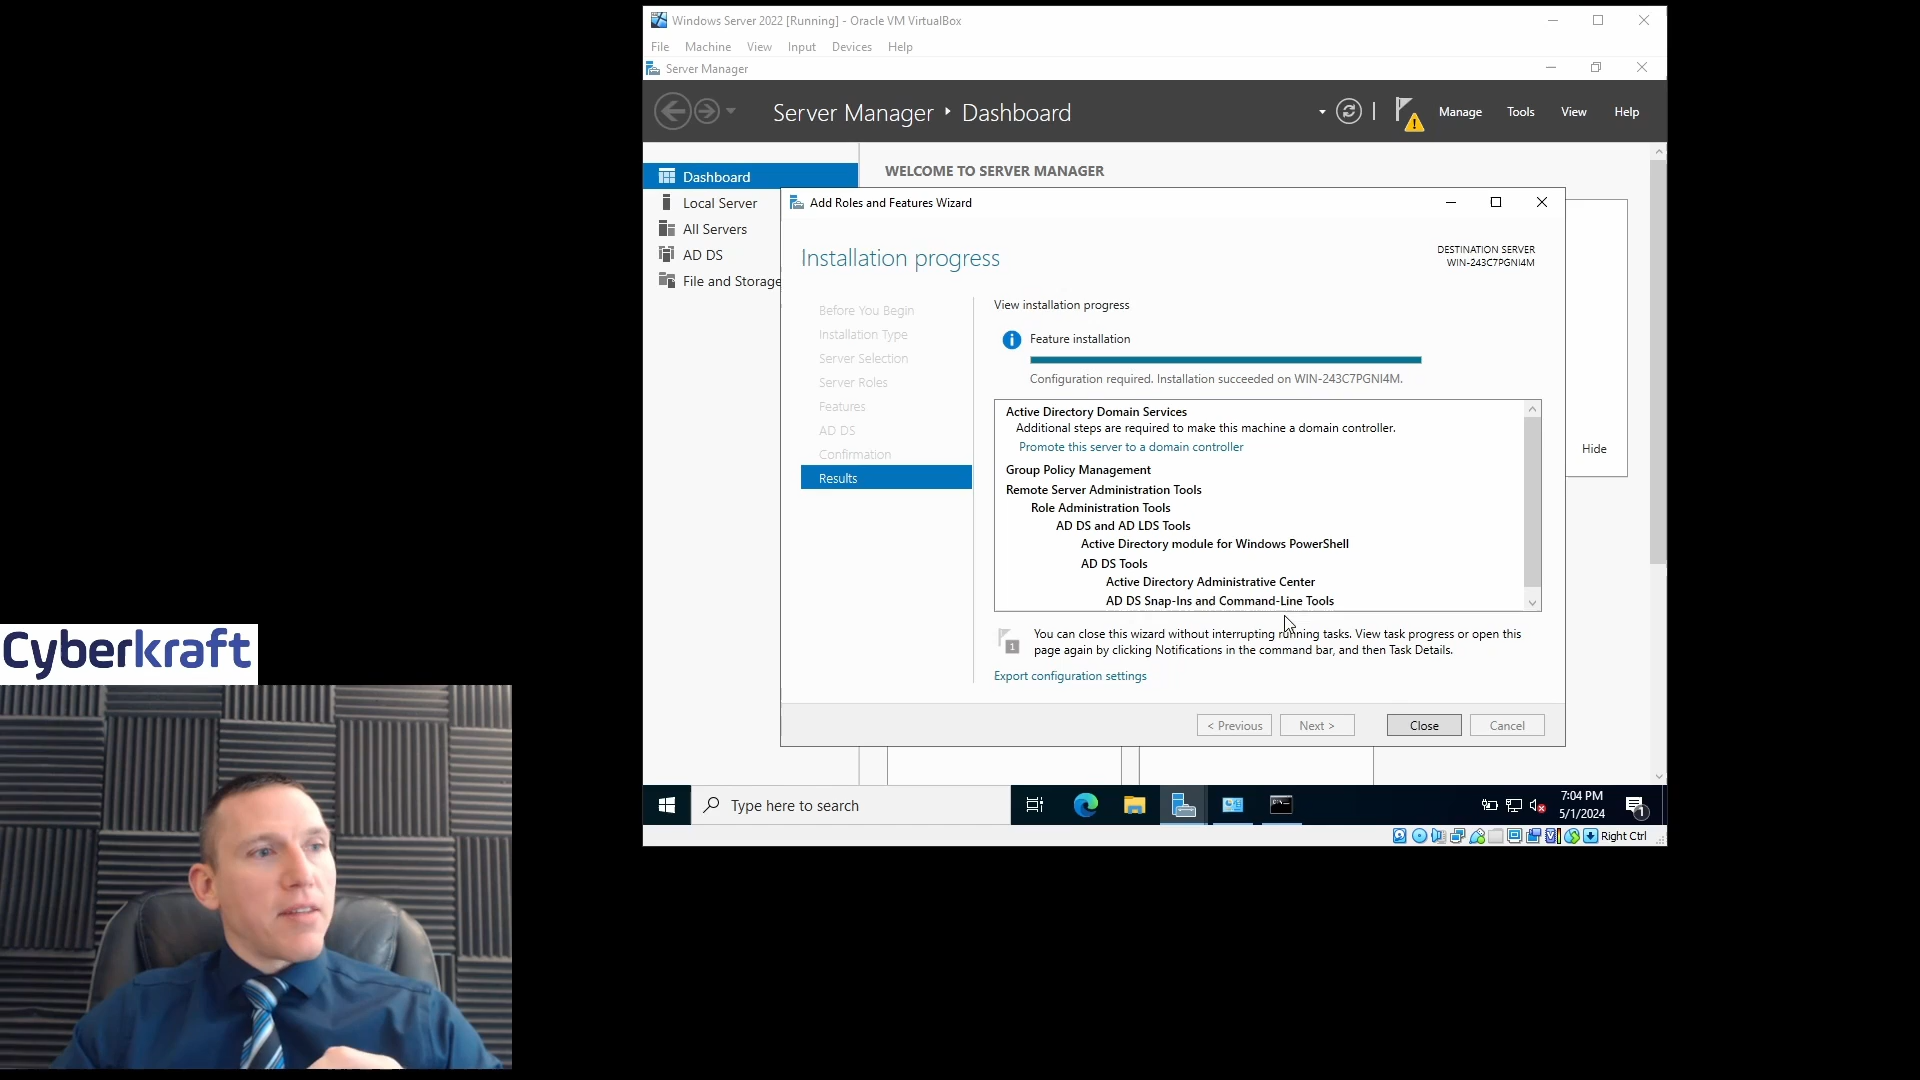 Windows Server 2022 [Running] - Oracle VM VirtualBox
File Machine View Input Devices Help
Server Manager
Server Manager Dashboard
Manage Tools View Help
Dashboard
Local Server
All Servers
AD DS
File and Storage
WELCOME TO SERVER MANAGER
Add Roles and Features Wizard
Installation progress
DESTINATION SERVER
WIN-243C7PGNI4M
Before You Begin
Installation Type
Server Selection
Server Roles
Features
AD DS
Confirmation
Results
View installation progress
Feature installation
Configuration required. Installation succeeded on WIN-243C7PGNI4M.
Active Directory Domain Services
Additional steps are required to make this machine a domain controller.
Promote this server to a domain controller
Group Policy Management
Remote Server Administration Tools
Role Administration Tools
AD DS and AD LDS Tools
Active Directory module for Windows PowerShell
AD DS Tools
Active Directory Administrative Center
AD DS Snap-Ins and Command-Line Tools
Hide
1
You can close this wizard without interrupting running tasks. View task progress or open this
page again by clicking Notifications in the command bar, and then Task Details.
Export configuration settings
< Previous
Next >
Close
Cancel
Type here to search
7:04 PM
5/1/2024
1
Right Ctrl
Cyberkraft